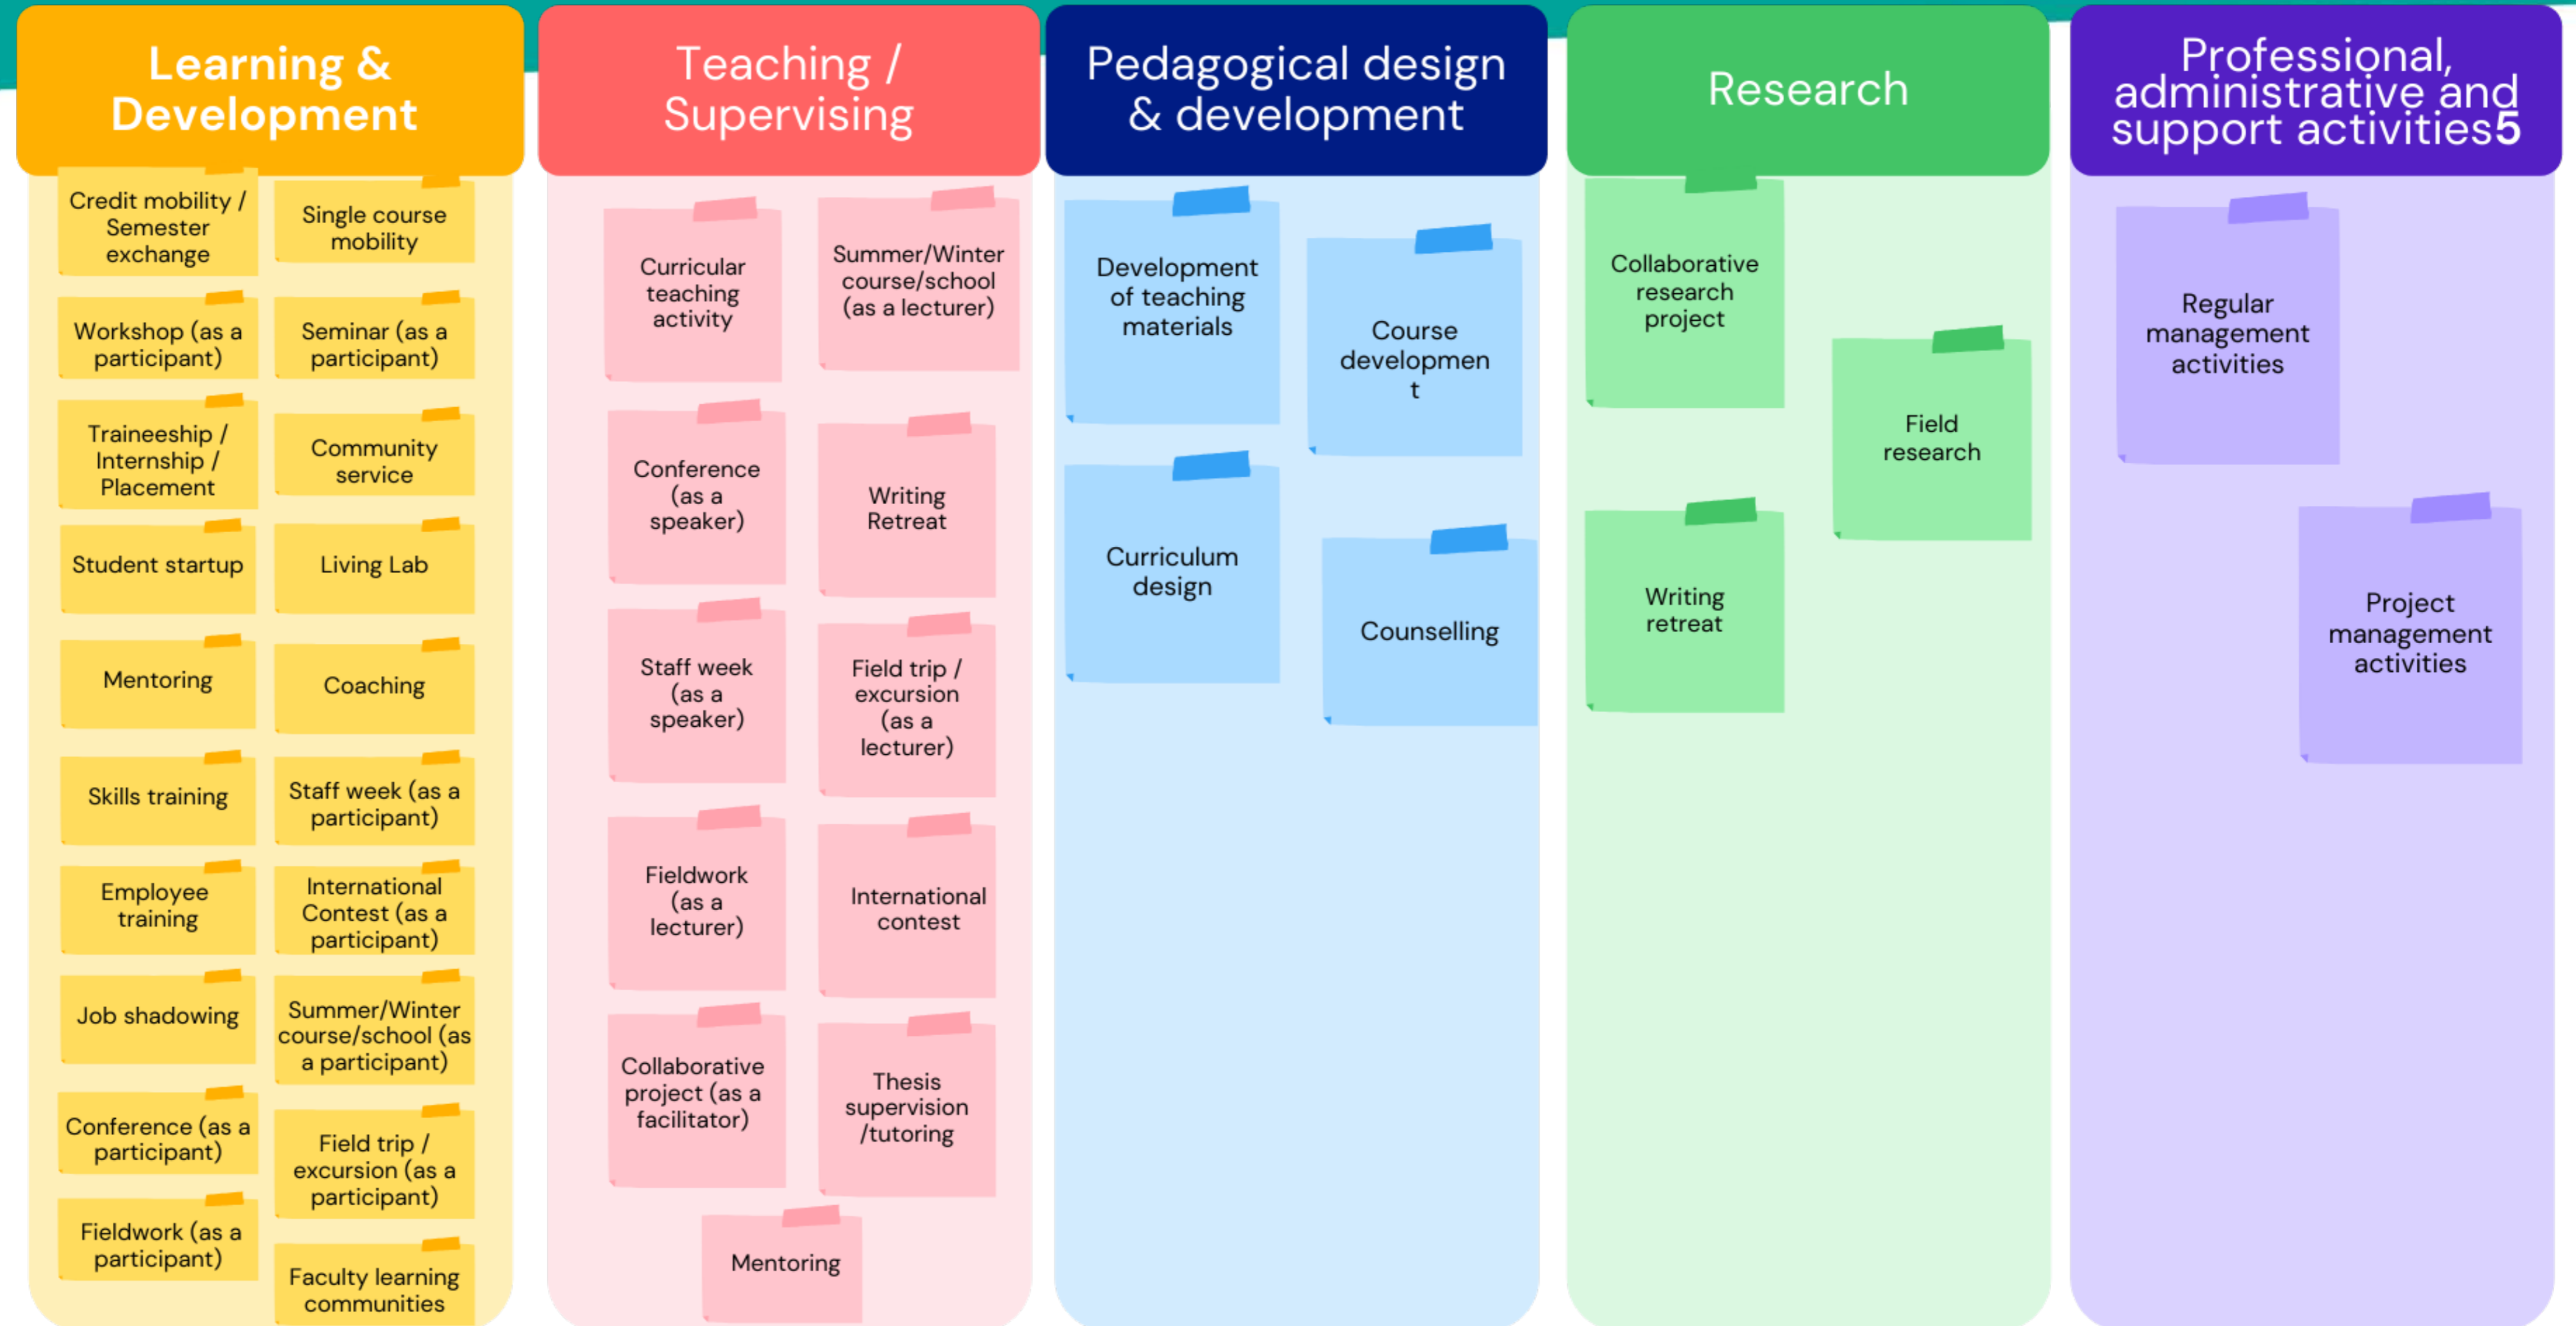 Learning &
Development
Credit mobility /
Semester
exchange
Single course
mobility
Workshop (as a
participant)
Seminar (as a
participant)
Traineeship /
Internship /
Placement
Community
service
Student startup
Living Lab
Mentoring
Coaching
Skills training
Staff week (as a
participant)
Employee
training
International
Contest (as a
participant)
Job shadowing
Summer/Winter
course/school (as
a participant)
Conference (as a
participant)
Field trip /
excursion (as a
participant)
Fieldwork (as a
participant)
Faculty learning
communities
Teaching /
Supervising
Curricular
teaching
activity
Summer/Winter
course/school
(as a lecturer)
Conference
(as a
speaker)
Writing
Retreat
Staff week
(as a
speaker)
Field trip /
excursion
(as a
lecturer)
Fieldwork
(as a
lecturer)
International
contest
Collaborative
project (as a
facilitator)
Thesis
supervision
/tutoring
Mentoring
Pedagogical design
& development
Development
of teaching
materials
Course
developmen
t
Curriculum
design
Counselling
Research
Collaborative
research
project
Field
research
Writing
retreat
Professional,
administrative and
support activities5
Regular
management
activities
Project
management
activities